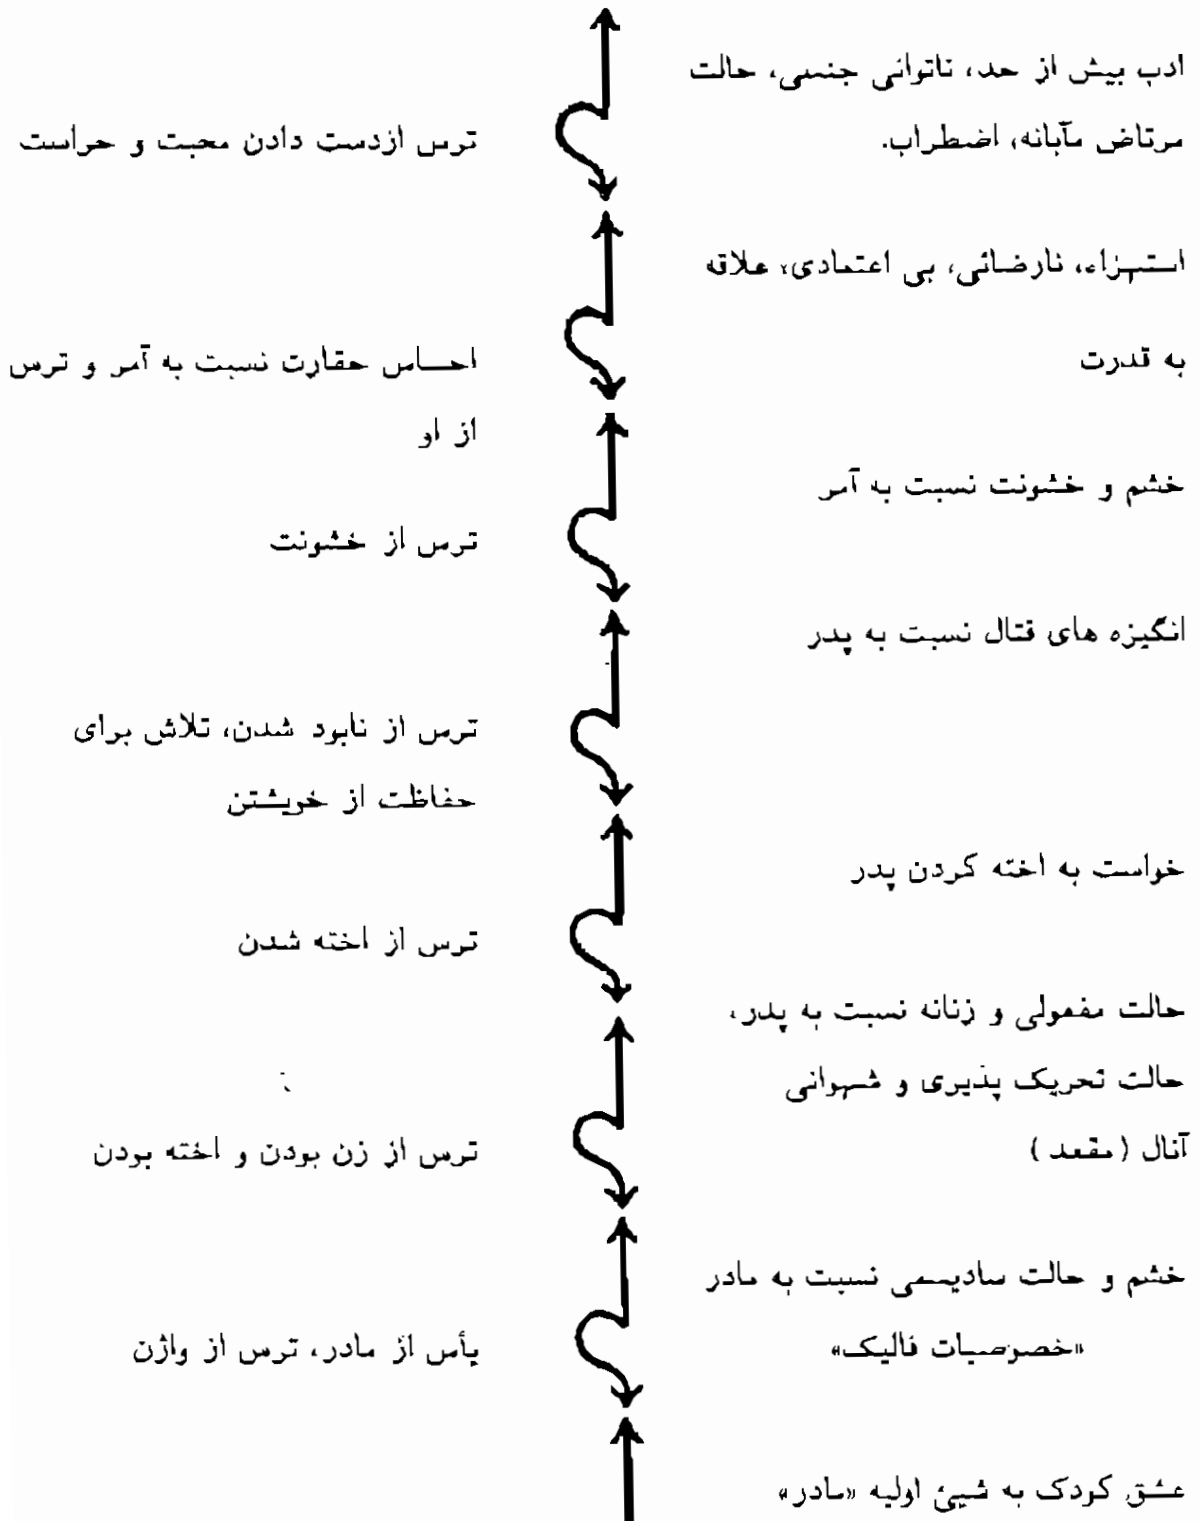 ادب بیش از حد، ناتوانی جنسی، حالت
مرتاض مآبانه، اضطراب.
ترس ازدست دادن محبت و حراست
استهزاء، نارضائی، بی اعتمادی، علاقه
به قدرت
احساس حقارت نسبت به آمر و ترس
از او
خشم و خشونت نسبت به آمر
ترس از خشونت
انگیزه های قتال نسبت به پدر
ترس از نابود شدن، تلاش برای
حفاظت از خویشتن
خواست به اخته کردن پدر
ترس از اخته شدن
حالت مفعولی و زنانه نسبت به پدر،
حالت تحریک پذیری و شهوانی
آنال (مقعد)
ترس از زن بودن و اخته بودن
خشم و حالت سادیسمی نسبت به مادر
«خصوصیات فالیک»
یأس از مادر، ترس از واژن
عشق کودک به شیئ اولیه «مادر»